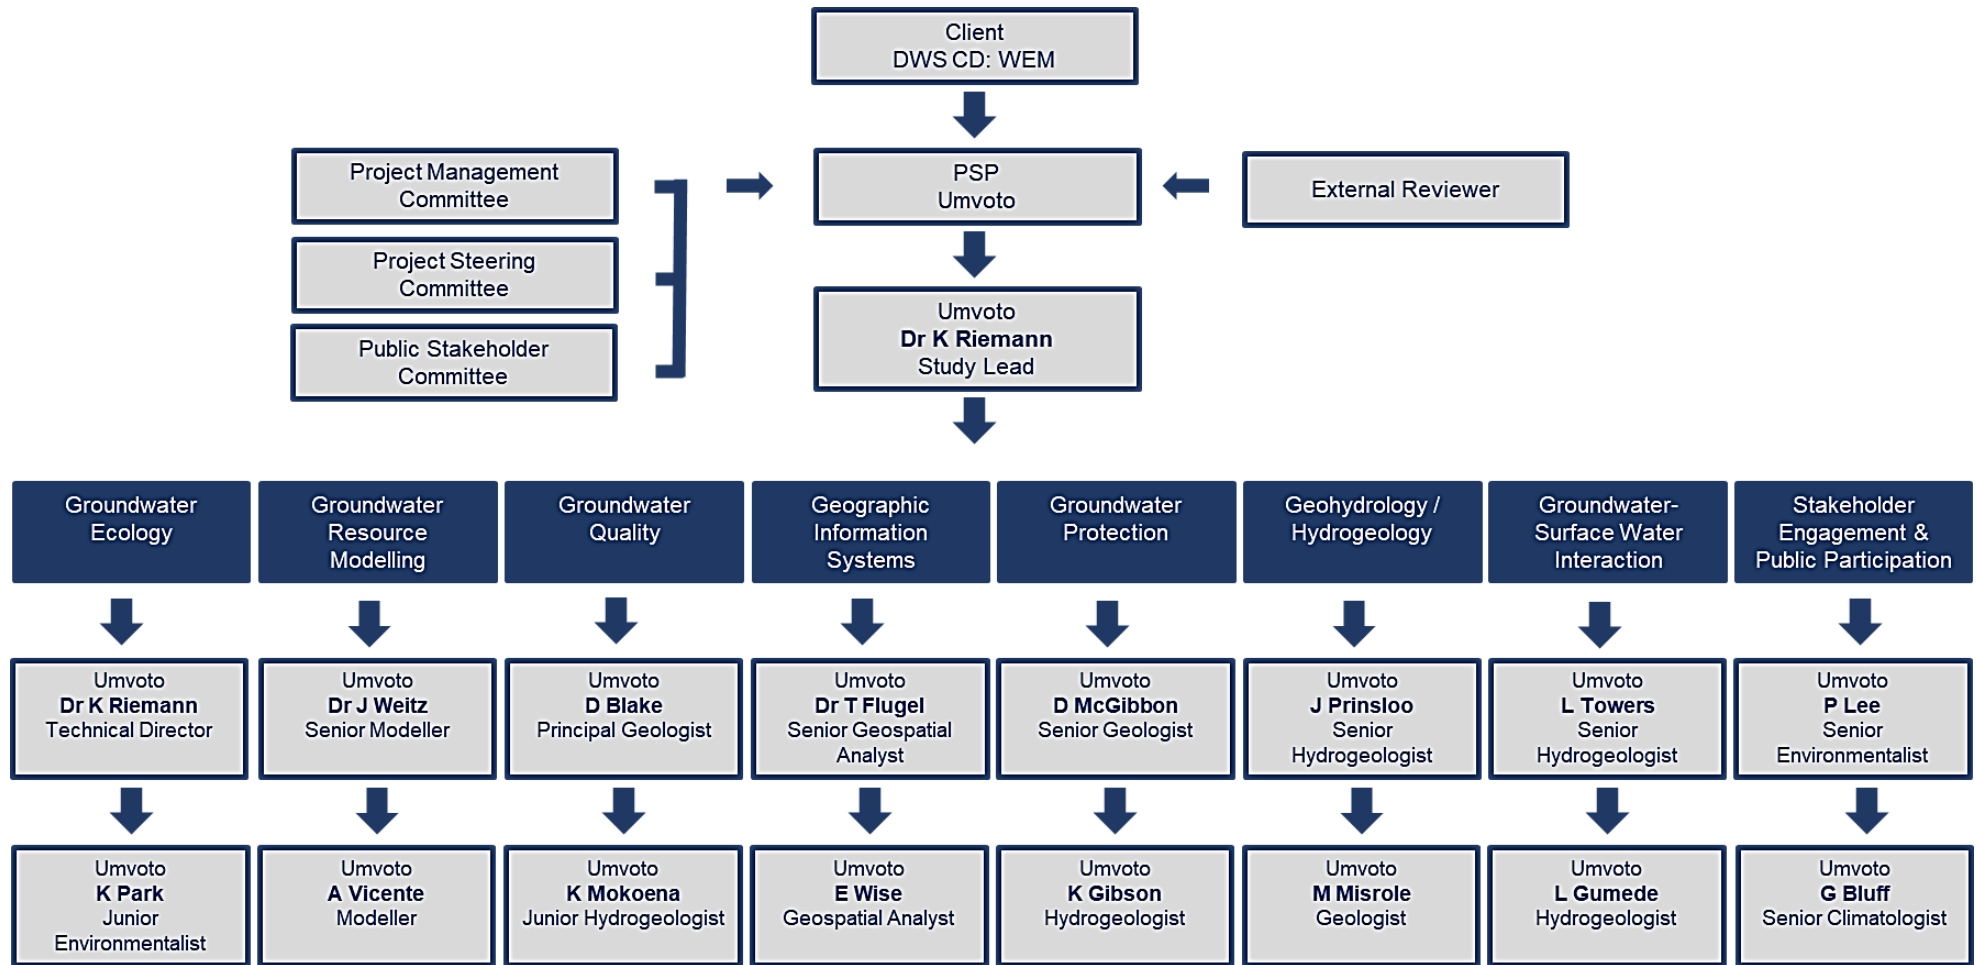 Client
DWS CD: WEM
Project Management
Committee
PSP
Umvoto
External Reviewer
Project Steering
Committee
Public Stakeholder
Committee
Umvoto
Dr K Riemann
Study Lead
Groundwater
Ecology
Groundwater
Resource
Modelling
Groundwater
Quality
Geographic
Information
Systems
Groundwater
Protection
Geohydrology /
Hydrogeology
Groundwater-
Surface Water
Interaction
Stakeholder
Engagement &
Public Participation
Umvoto
Dr K Riemann
Technical Director
Umvoto
Dr J Weitz
Senior Modeller
Umvoto
D Blake
Principal Geologist
Umvoto
Dr T Flugel
Senior Geospatial
Analyst
Umvoto
D McGibbon
Senior Geologist
Umvoto
J Prinsloo
Senior
Hydrogeologist
Umvoto
L Towers
Senior
Hydrogeologist
Umvoto
P Lee
Senior
Environmentalist
Umvoto
K Park
Junior
Environmentalist
Umvoto
A Vicente
Modeller
Umvoto
K Mokoena
Junior Hydrogeologist
Umvoto
E Wise
Geospatial Analyst
Umvoto
K Gibson
Hydrogeologist
Umvoto
M Misrole
Geologist
Umvoto
L Gumede
Hydrogeologist
Umvoto
G Bluff
Senior Climatologist